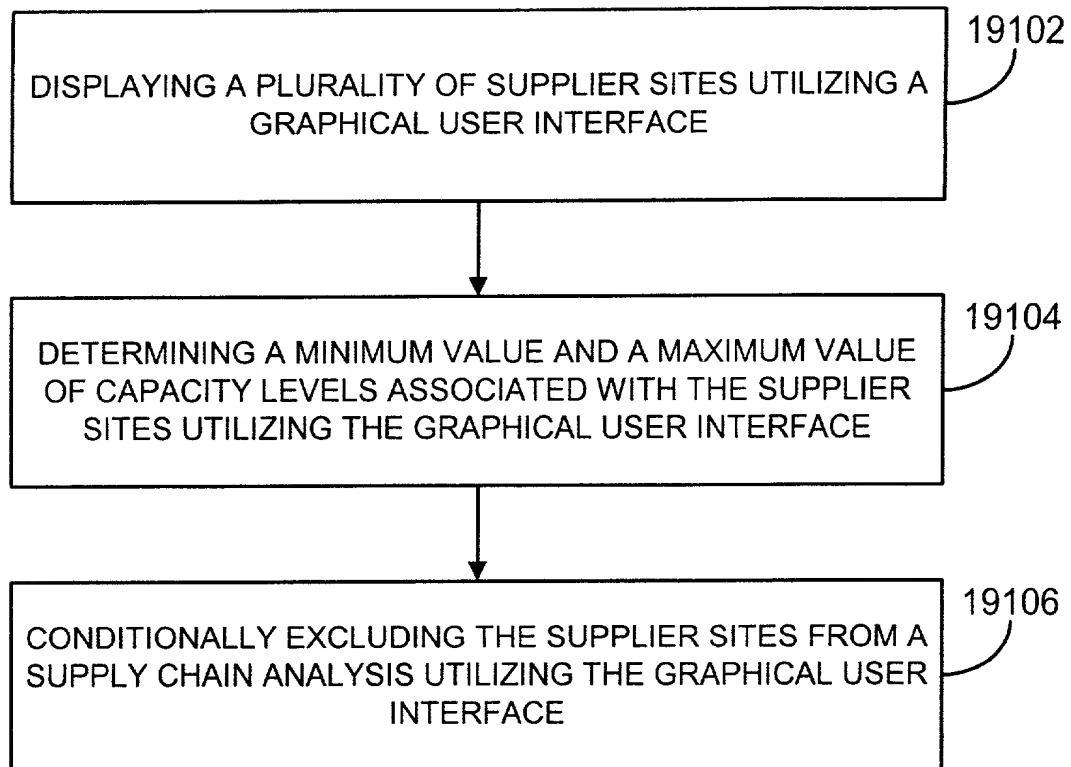 19102
DISPLAYING A PLURALITY OF SUPPLIER SITES UTILIZING A
GRAPHICAL USER INTERFACE
19104
DETERMINING A MINIMUM VALUE AND A MAXIMUM VALUE
OF CAPACITY LEVELS ASSOCIATED WITH THE SUPPLIER
SITES UTILIZING THE GRAPHICAL USER INTERFACE
19106
CONDITIONALLY EXCLUDING THE SUPPLIER SITES FROM A
SUPPLY CHAIN ANALYSIS UTILIZING THE GRAPHICAL USER
INTERFACE